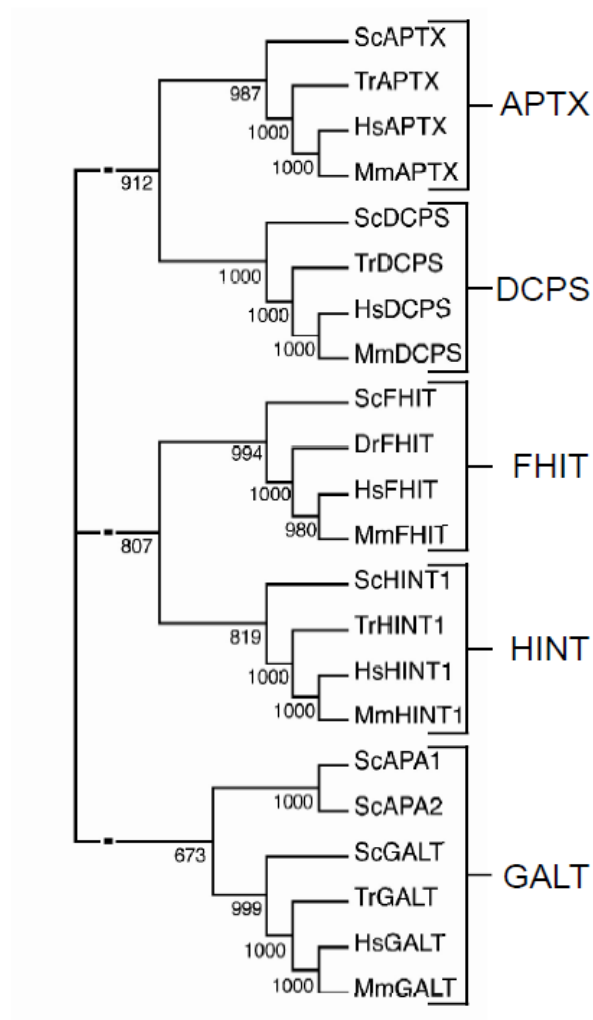 ScAPTX
TrAPTX
987
APTX
HsAPTX
1000
MmAPTX
1000
912
ScDCPS
TrDCPS
1000
DCPS
HsDCPS
1000
MmDCPS
1000
ScFHIT
DrFHIT
994
FHIT
HsFHIT
1000
MmFHIT
980
807
ScHINT1
TrHINT1
819
HINT
HsHINT1
1000
MmHINT1
1000
ScAPA1
ScAPA2
1000
ScGALT
673
GALT
TrGALT
999
HsGALT
1000
MmGALT
1000